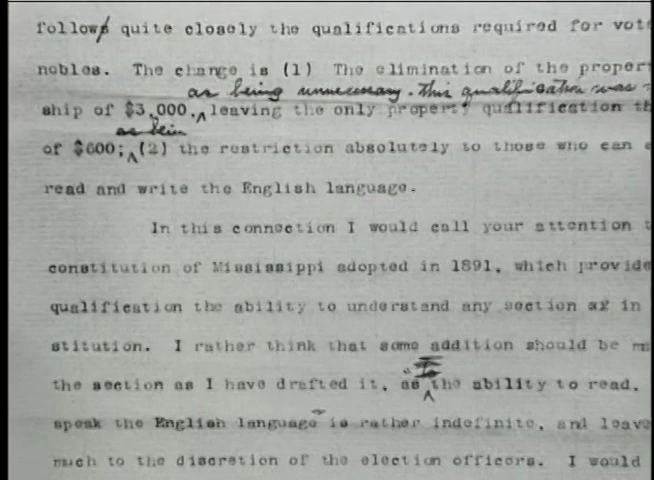 follows quite closely the qualifications required for vot
nobles. The change is (1) The elimination of the proper
as being unnecessary. This qualification was
ship of $3,000, leaving the only property qualification th
as being
of $600; (2) the restriction absolutely to those who can
read and write the English language.
In this connection I would call your attention t
constitution of Mississippi adopted in 1891, which provide
qualification the ability to understand any section in
stitution. I rather think that some addition should be m
the section as I have drafted it, as to the ability to read,
speak the English language is rather indefinite, and leave
much to the discretion of the election officers. I would